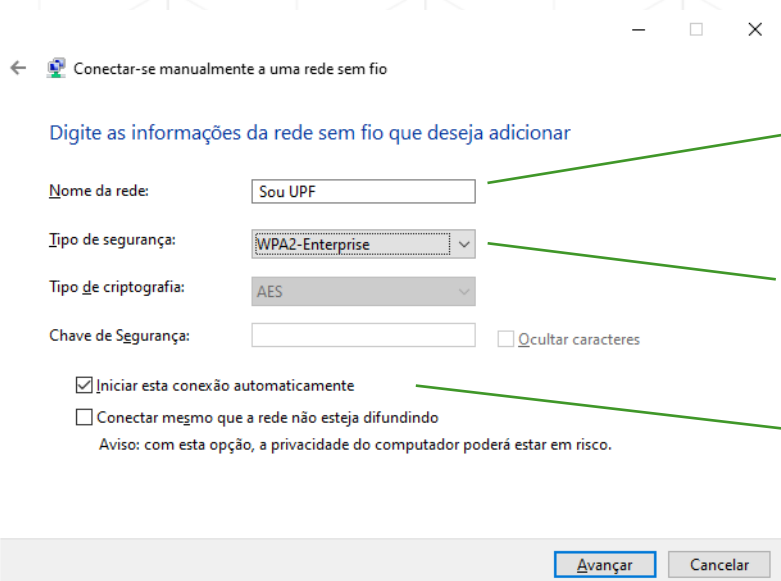 Conectar-se manualmente a uma rede sem fio
Digite as informações da rede sem fio que deseja adicionar
Nome da rede: Sou UPF
Tipo de segurança: WPA2-Enterprise
Tipo de criptografia: AES
Chave de Segurança: Ocultar caracteres
Iniciar esta conexão automaticamente
Conectar mesmo que a rede não esteja difundindo
Aviso: com esta opção, a privacidade do computador poderá estar em risco.
Avançar Cancelar